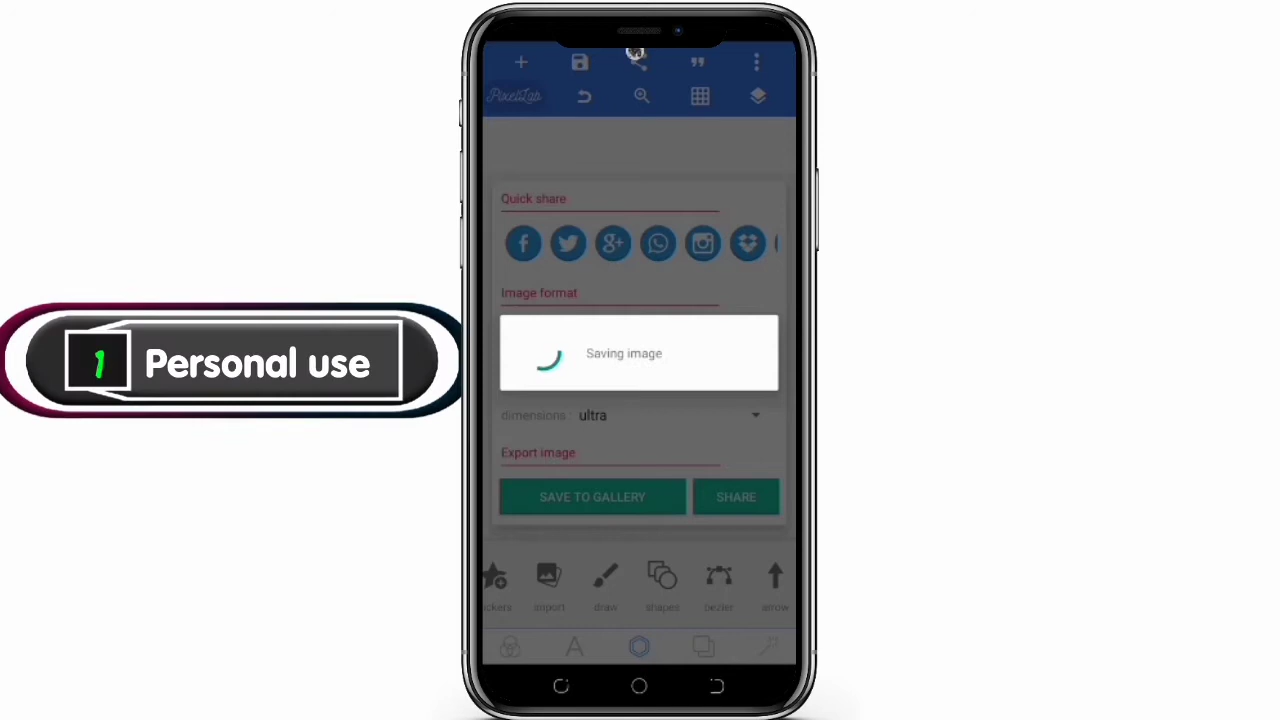 PixelLab
Quick share
Image format
Saving image
1 Personal use
dimensions : ultra
Export image
SAVE TO GALLERY SHARE
ckers import draw shapes bezier arrow